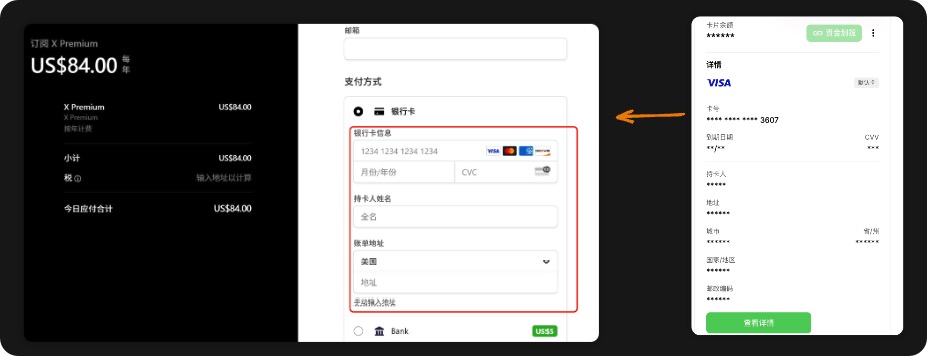 订阅 X Premium
US$84.00 每年
X Premium US$84.00
X Premium
按年计费
小计 US$84.00
税 输入地址以计算
今日应付合计 US$84.00
邮箱
支付方式
银行卡
银行卡信息
1234 1234 1234 1234 VISA
月份/年份 CVC
持卡人姓名
全名
账单地址
美国
地址
手动输入地址
Bank US$5
卡片余额
****** 资金划转
详情
VISA 默认卡
卡号
**** **** **** 3607
到期日期 CVV
**/** ***
持卡人
*****
地址
******
城市 省/州
****** ******
国家/地区
******
邮政编码
******
查看详情